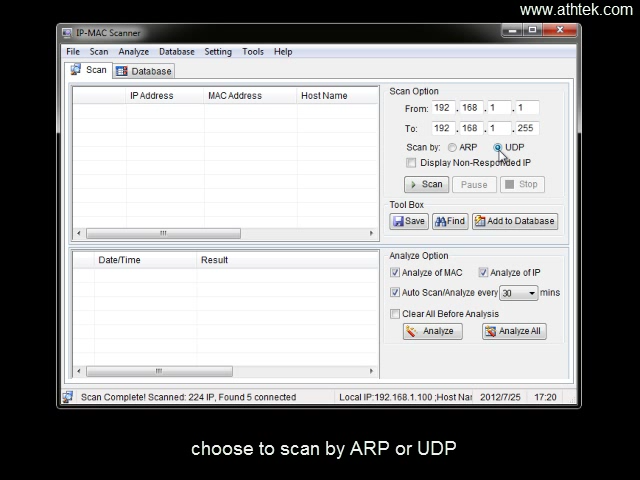 www.athtek.com
IP-MAC Scanner
File Scan Analyze Database Setting Tools Help
Scan Database
IP Address MAC Address Host Name
Scan Option
From: 192 . 168 . 1 . 1
To: 192 . 168 . 1 . 255
Scan by: ARP UDP
Display Non-Responded IP
Scan Pause Stop
Tool Box
Save Find Add to Database
Date/Time Result
Analyze Option
Analyze of MAC Analyze of IP
Auto Scan/Analyze every 30 mins
Clear All Before Analysis
Analyze Analyze All
Scan Complete! Scanned: 224 IP, Found 5 connected Local IP:192.168.1.100 ;Host Nar 2012/7/25 17:20
choose to scan by ARP or UDP